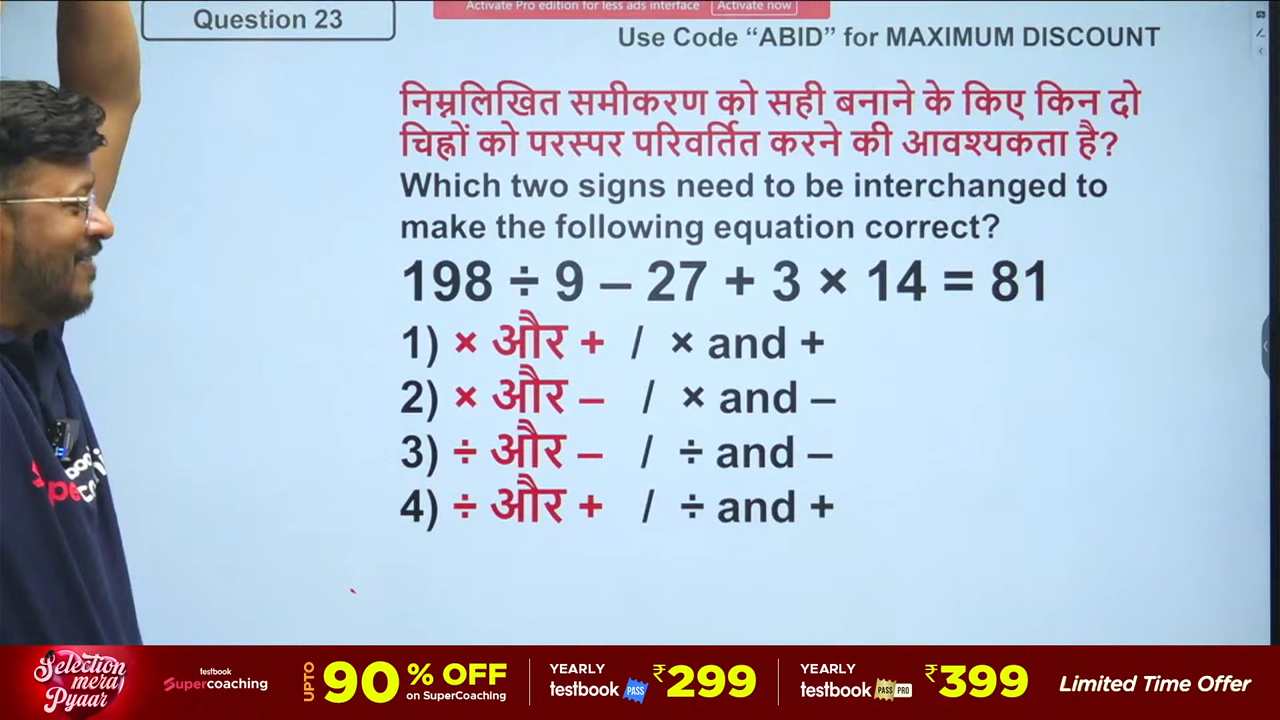 Question 23
Activate Pro edition for less ads interface Activate now
Use Code “ABID” for MAXIMUM DISCOUNT
निम्नलिखित समीकरण को सही बनाने के किए किन दो
चिह्नों को परस्पर परिवर्तित करने की आवश्यकता है?
Which two signs need to be interchanged to
make the following equation correct?
198 ÷ 9 – 27 + 3 × 14 = 81
1) × और + / × and +
2) × और – / × and –
3) ÷ और – / ÷ and –
4) ÷ और + / ÷ and +
Selection
mera
Pyaar
testbook
Supercoaching
UPTO 90 % OFF
on SuperCoaching
YEARLY
testbook PASS ₹299
YEARLY
testbook PASS PRO ₹399
Limited Time Offer